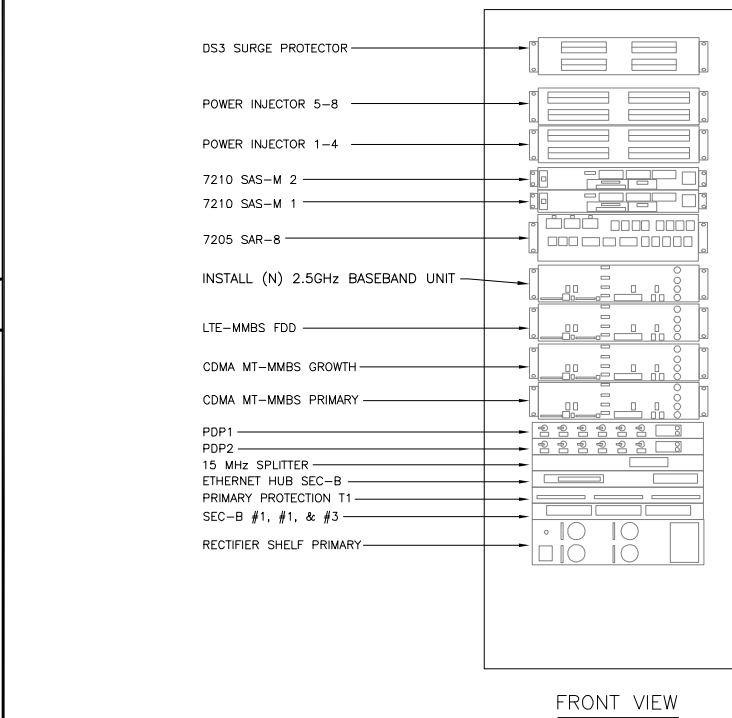 DS3 SURGE PROTECTOR
POWER INJECTOR 5-8
POWER INJECTOR 1-4
7210 SAS-M 2
7210 SAS-M 1
7205 SAR-8
INSTALL (N) 2.5GHz BASEBAND UNIT
LTE-MMBS FDD
CDMA MT-MMBS GROWTH
CDMA MT-MMBS PRIMARY
PDP1
PDP2
15 MHz SPLITTER
ETHERNET HUB SEC-B
PRIMARY PROTECTION T1
SEC-B #1, #1, & #3
RECTIFIER SHELF PRIMARY
FRONT VIEW